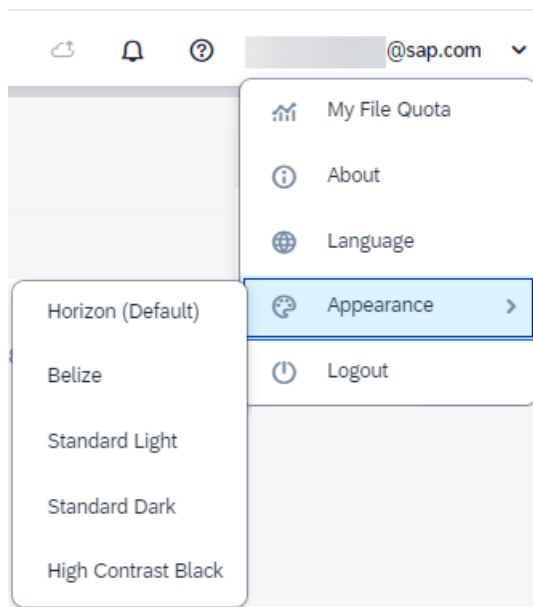 @sap.com
My File Quota
About
Language
Appearance
Logout
Horizon (Default)
Belize
Standard Light
Standard Dark
High Contrast Black